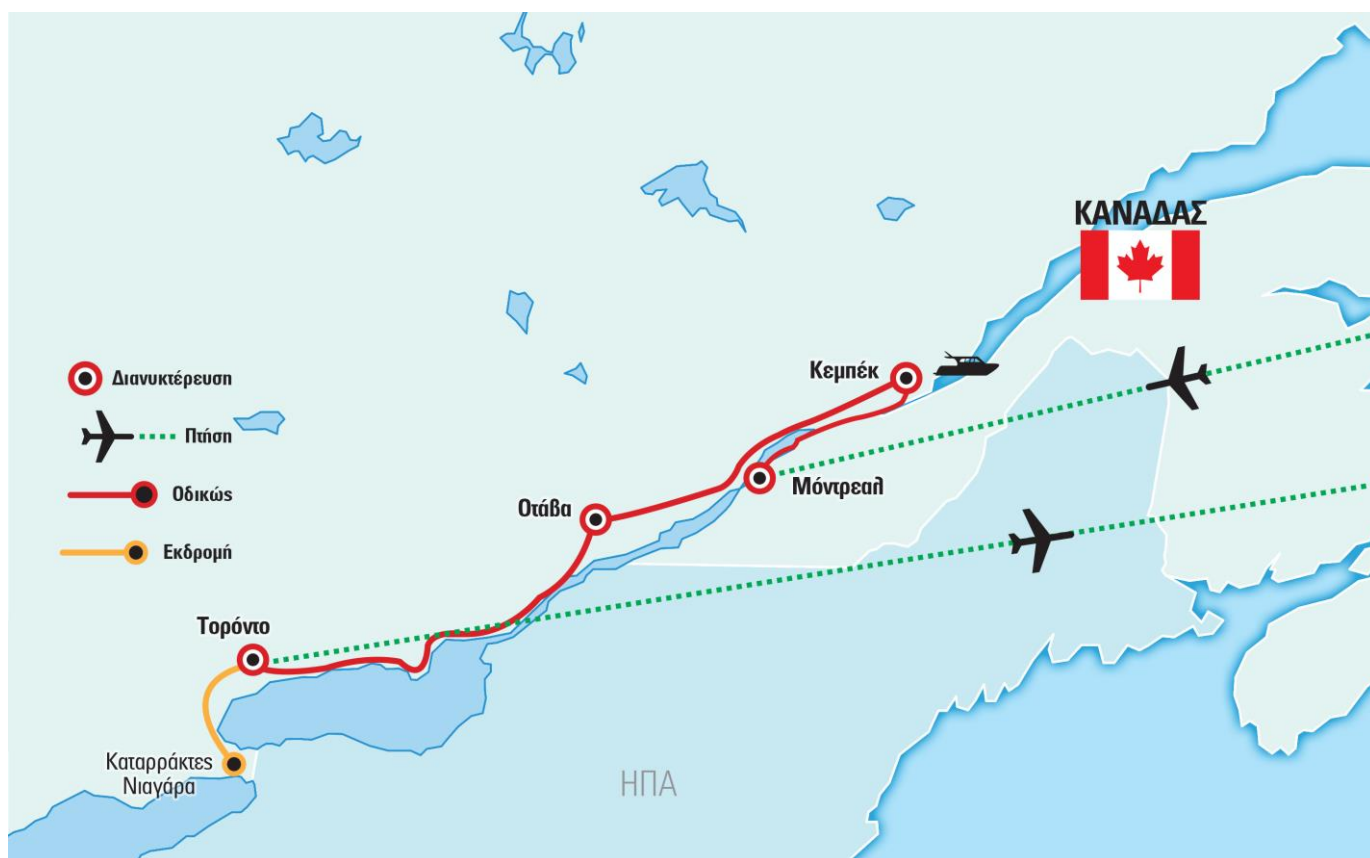 ΚΑΝΑΔΑΣ
Διανυκτέρευση
Πτήση
Οδικώς
Εκδρομή
Κεμπέκ
Μόντρεαλ
Οτάβα
Τορόντο
Καταρράκτες
Νιαγάρα
ΗΠΑ